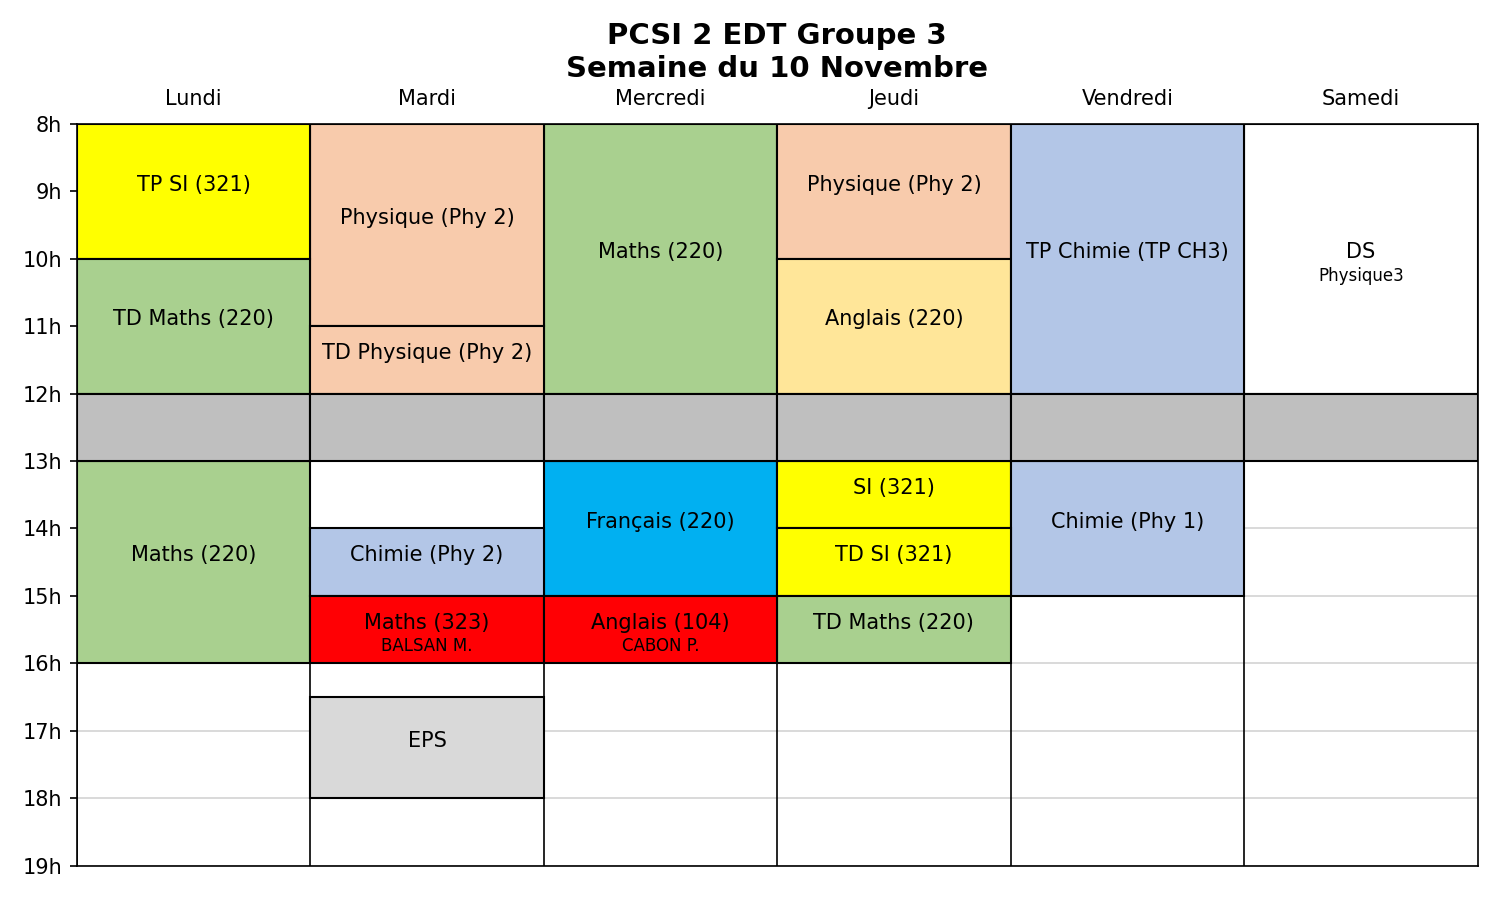 PCSI 2 EDT Groupe 3
Semaine du 10 Novembre
Lundi Mardi Mercredi Jeudi Vendredi Samedi
8h
9h
10h
11h
12h
13h
14h
15h
16h
17h
18h
19h
TP SI (321)
TD Maths (220)
Maths (220)
Physique (Phy 2)
TD Physique (Phy 2)
Chimie (Phy 2)
Maths (323)
BALSAN M.
EPS
Maths (220)
Français (220)
Anglais (104)
CABON P.
Physique (Phy 2)
Anglais (220)
SI (321)
TD SI (321)
TD Maths (220)
TP Chimie (TP CH3)
Chimie (Phy 1)
DS
Physique3